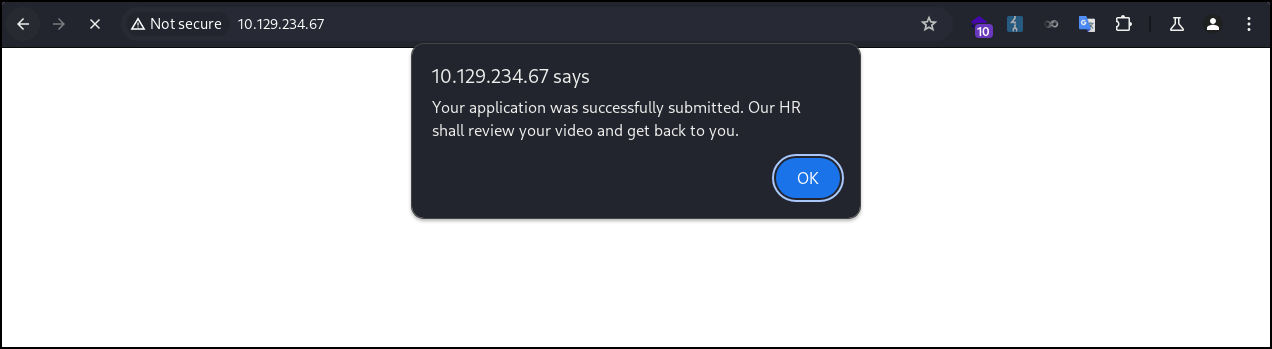 Not secure 10.129.234.67
10
10.129.234.67 says
Your application was successfully submitted. Our HR
shall review your video and get back to you.
OK